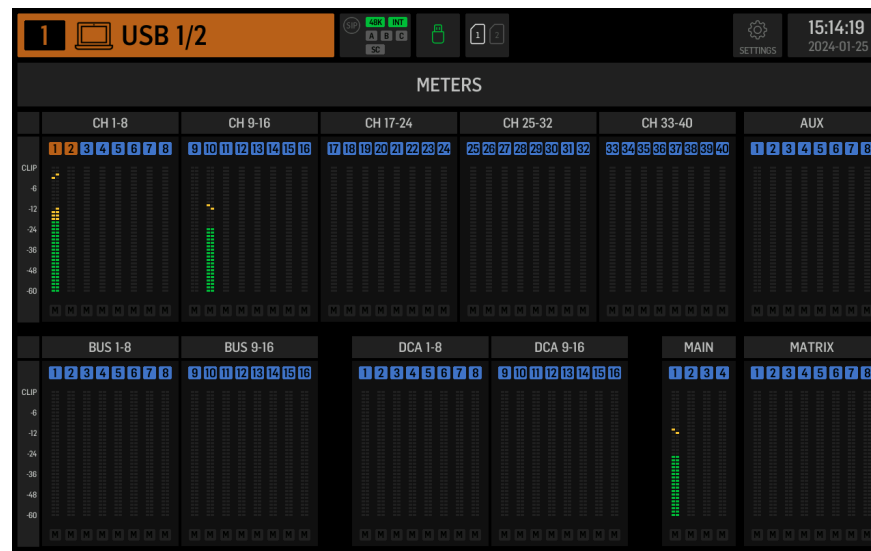 1 USB 1/2
SIP 48K INT
A B C
SC
1 2
SETTINGS
15:14:19
2024-01-25
METERS
CH 1-8 CH 9-16 CH 17-24 CH 25-32 CH 33-40 AUX
1 2 3 4 5 6 7 8 9 10 11 12 13 14 15 16 17 18 19 20 21 22 23 24 25 26 27 28 29 30 31 32 33 34 35 36 37 38 39 40 1 2 3 4 5 6 7 8
CLIP
-6
-12
-24
-36
-48
-60
M M M M M M M M M M M M M M M M M M M M M M M M M M M M M M M M M M M M M M M M M M M M M M M M
BUS 1-8 BUS 9-16 DCA 1-8 DCA 9-16 MAIN MATRIX
1 2 3 4 5 6 7 8 9 10 11 12 13 14 15 16 1 2 3 4 5 6 7 8 9 10 11 12 13 14 15 16 1 2 3 4 1 2 3 4 5 6 7 8
CLIP
-6
-12
-24
-36
-48
-60
M M M M M M M M M M M M M M M M M M M M M M M M M M M M M M M M M M M M M M M M M M M M